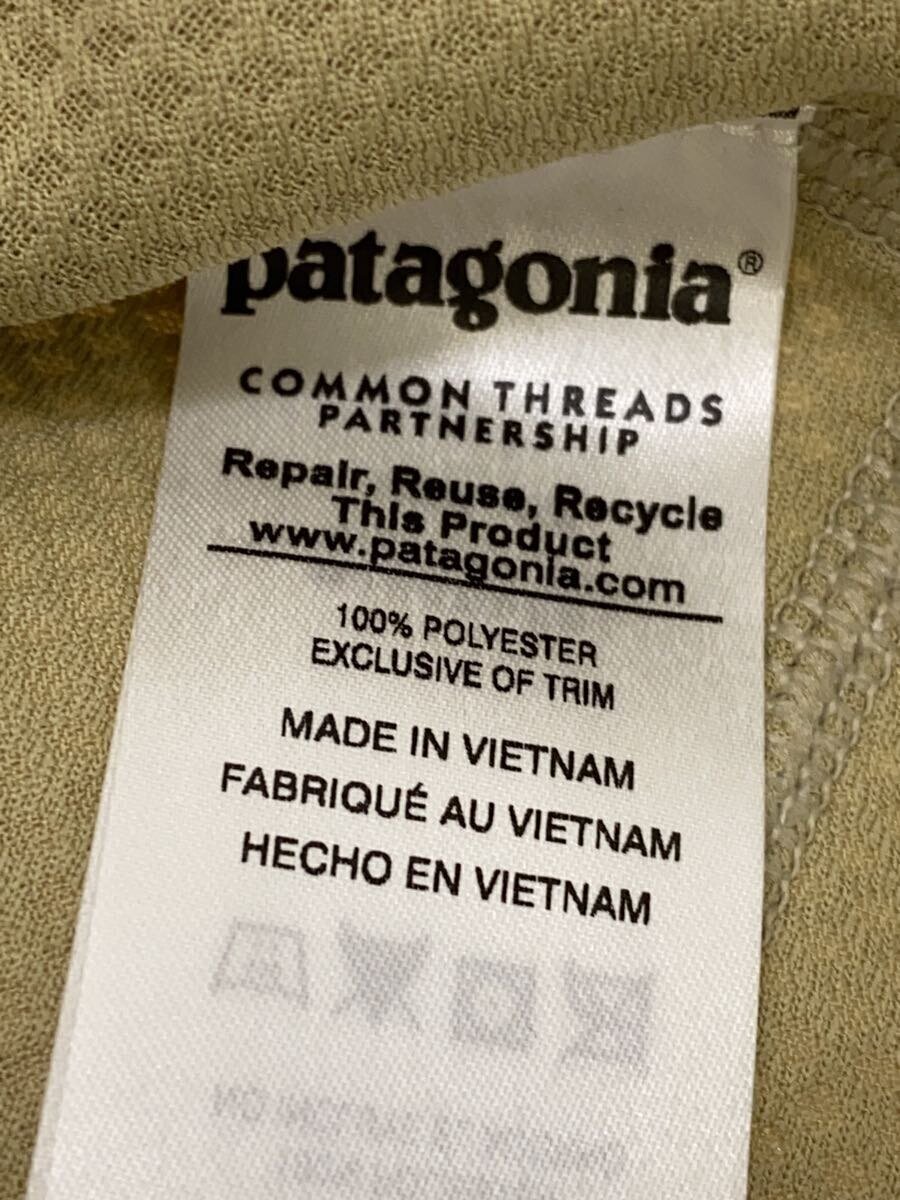 patagonia®
COMMON THREADS
PARTNERSHIP
Repair, Reuse, Recycle
This Product
www.patagonia.com
100% POLYESTER
EXCLUSIVE OF TRIM
MADE IN VIETNAM
FABRIQUÉ AU VIETNAM
HECHO EN VIETNAM